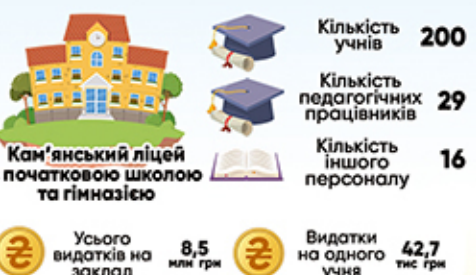 Кількість
учнів
200
Кількість
педагогічних
працівників
29
Кам'янський ліцей
початковою школою
та гімназією
Кількість
іншого
персоналу
16
Усього
видатків на
заклад
8,5
млн грн
Видатки
на одного
учня
42,7
тис грн